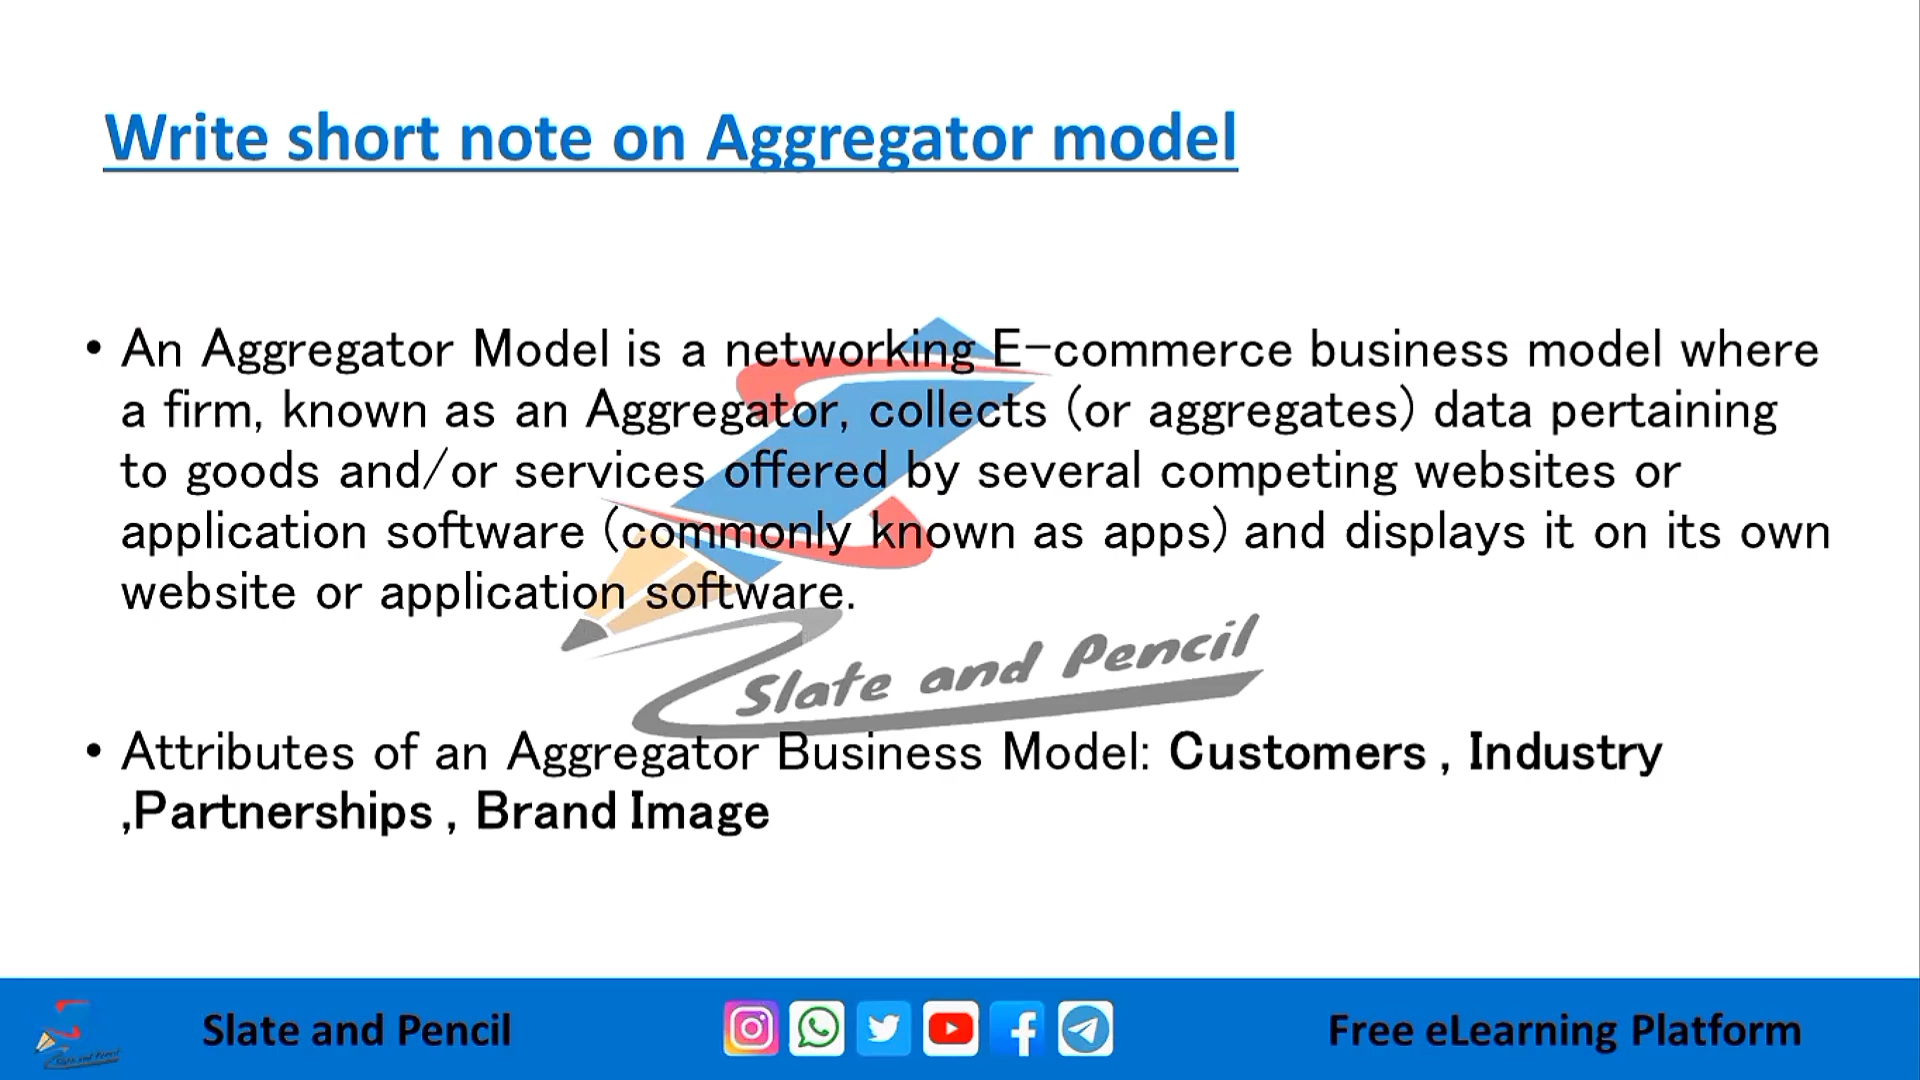 Write short note on Aggregator model
• An Aggregator Model is a networking E-commerce business model where
a firm, known as an Aggregator, collects (or aggregates) data pertaining
to goods and/or services offered by several competing websites or
application software (commonly known as apps) and displays it on its own
website or application software.
Slate and Pencil
• Attributes of an Aggregator Business Model: Customers , Industry
,Partnerships , Brand Image
Slate and Pencil
Slate and Pencil
Free eLearning Platform